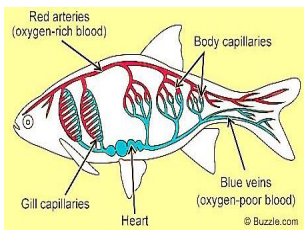 Red arteries
(oxygen-rich blood)
Body capillaries
Gill capillaries
Heart
Blue veins
(oxygen-poor blood)
© Buzzle.com